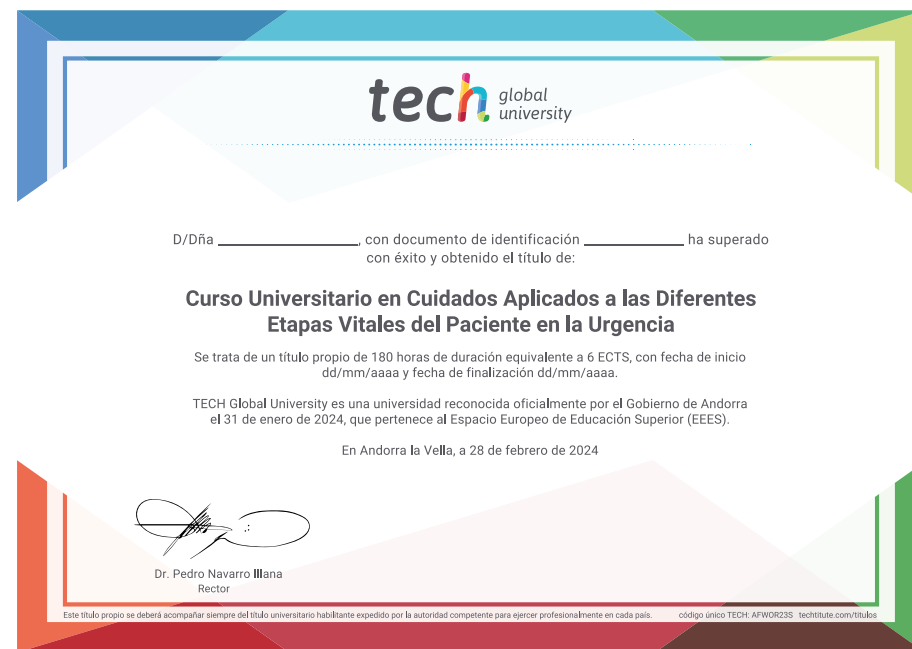 tech global university
D/Dña ____________, con documento de identificación ____________ ha superado
con éxito y obtenido el título de:
Curso Universitario en Cuidados Aplicados a las Diferentes
Etapas Vitales del Paciente en la Urgencia
Se trata de un título propio de 180 horas de duración equivalente a 6 ECTS, con fecha de inicio
dd/mm/aaaa y fecha de finalización dd/mm/aaaa.
TECH Global University es una universidad reconocida oficialmente por el Gobierno de Andorra
el 31 de enero de 2024, que pertenece al Espacio Europeo de Educación Superior (EEES).
En Andorra la Vella, a 28 de febrero de 2024
Dr. Pedro Navarro Illana
Rector
Este título propio se deberá acompañar siempre del título universitario habilitante expedido por la autoridad competente para ejercer profesionalmente en cada país. código único TECH: AFWOR23S techtitute.com/titulos